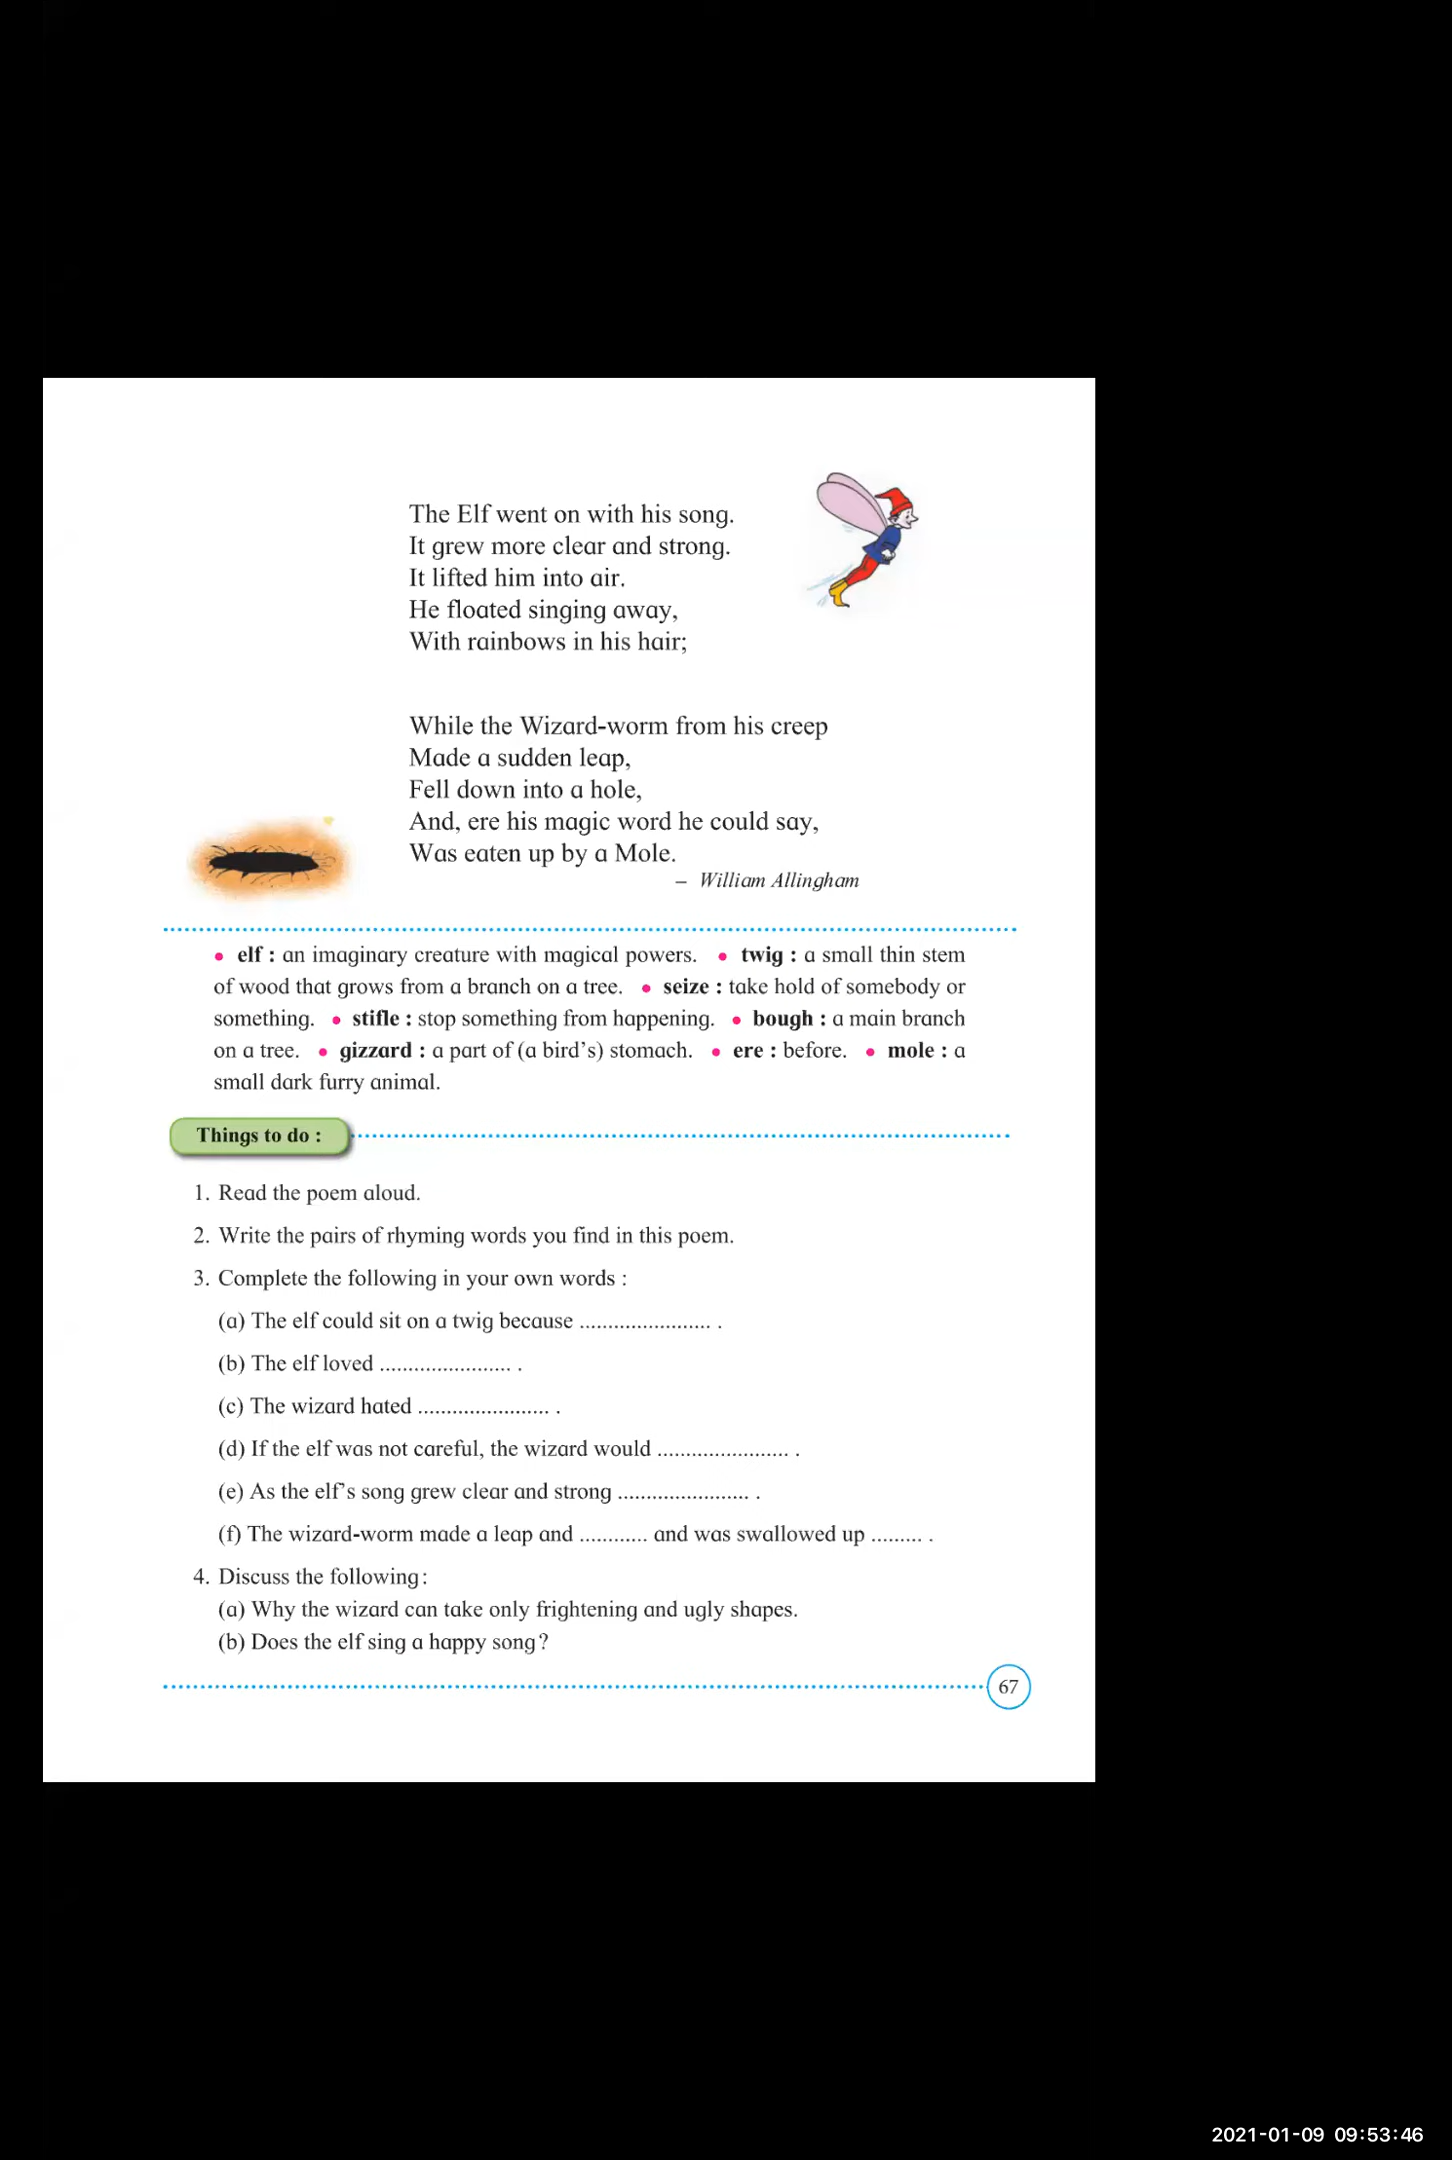 The Elf went on with his song.
It grew more clear and strong.
It lifted him into air.
He floated singing away,
With rainbows in his hair;
While the Wizard-worm from his creep
Made a sudden leap,
Fell down into a hole,
And, ere his magic word he could say,
Was eaten up by a Mole.
– William Allingham
• elf : an imaginary creature with magical powers. • twig : a small thin stem
of wood that grows from a branch on a tree. • seize : take hold of somebody or
something. • stifle : stop something from happening. • bough : a main branch
on a tree. • gizzard : a part of (a bird's) stomach. • ere : before. • mole : a
small dark furry animal.
Things to do :
1. Read the poem aloud.
2. Write the pairs of rhyming words you find in this poem.
3. Complete the following in your own words :
(a) The elf could sit on a twig because ....................... .
(b) The elf loved ....................... .
(c) The wizard hated ....................... .
(d) If the elf was not careful, the wizard would ....................... .
(e) As the elf's song grew clear and strong ....................... .
(f) The wizard-worm made a leap and ............ and was swallowed up ......... .
4. Discuss the following:
(a) Why the wizard can take only frightening and ugly shapes.
(b) Does the elf sing a happy song?
67
2021-01-09 09:53:46